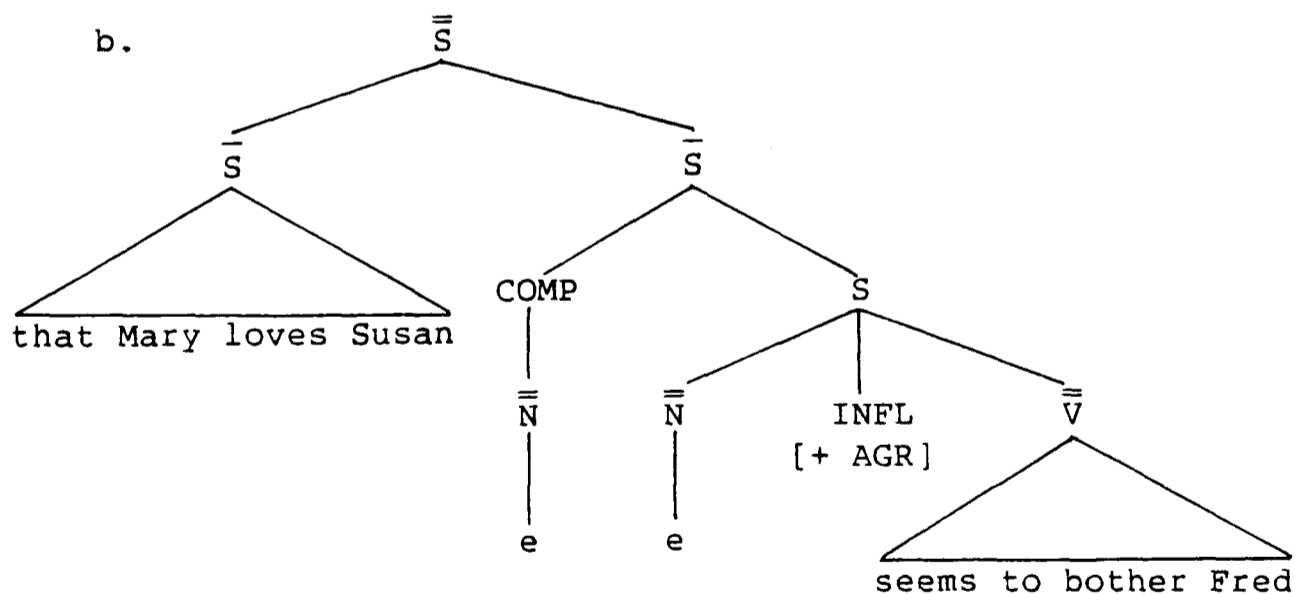 b. S̿
S̄ S̄
COMP S
that Mary loves Susan
N̿ N̿ INFL V̿
[+ AGR]
e e
seems to bother Fred